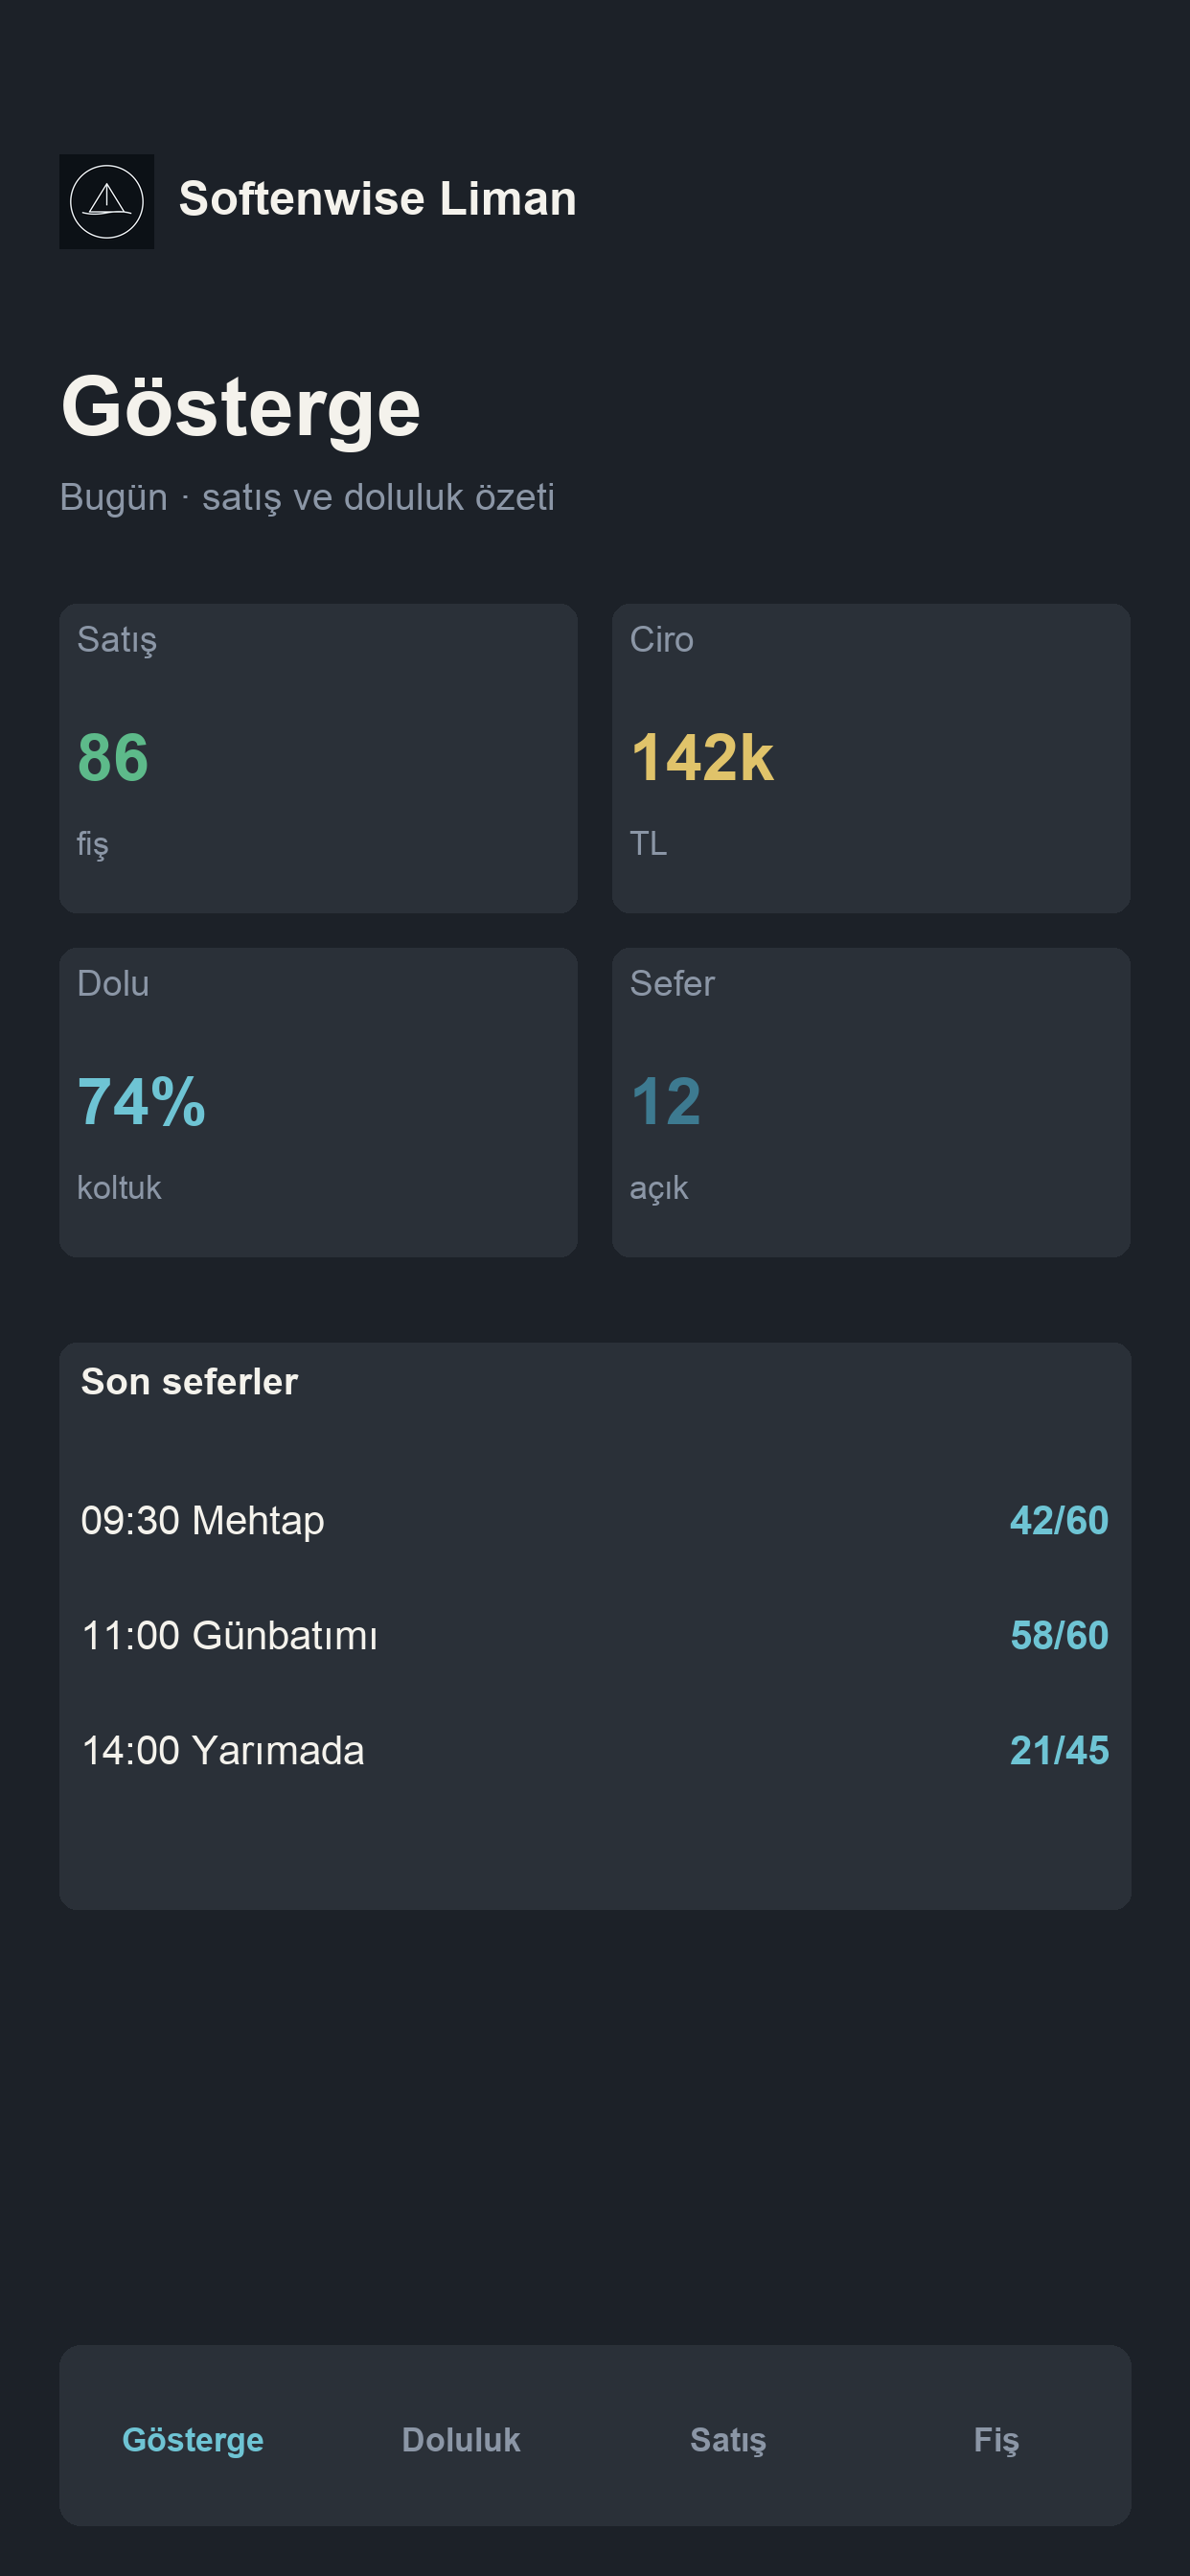 Softenwise Liman
Gösterge
Bugün · satış ve doluluk özeti
Satış
86
fiş
Ciro
142k
TL
Dolu
74%
koltuk
Sefer
12
açık
Son seferler
09:30 Mehtap 42/60
11:00 Günbatımı 58/60
14:00 Yarımada 21/45
Gösterge Doluluk Satış Fiş